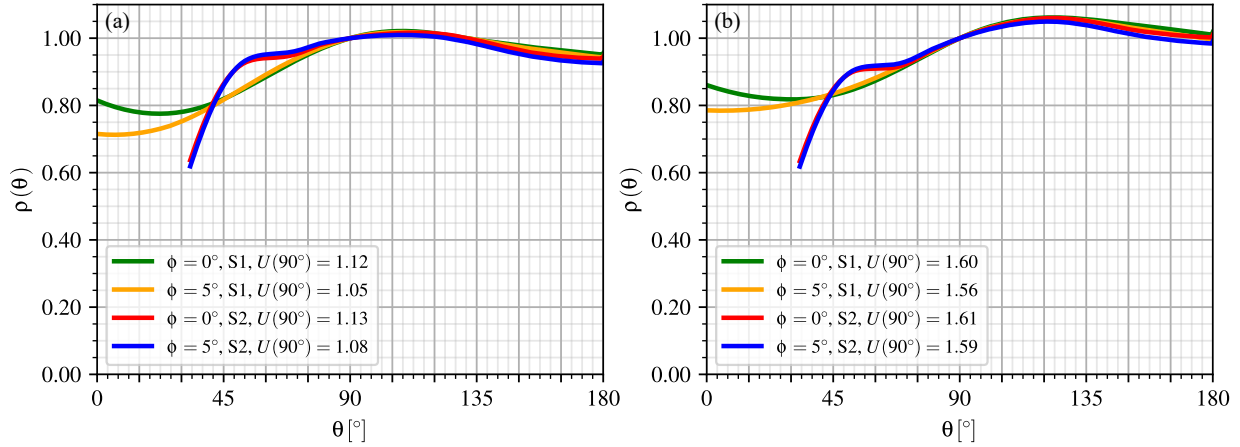 (a)
1.00
0.80
0.60
0.40
0.20
0.00
ρ(θ)
ϕ = 0°, S1, U(90°) = 1.12
ϕ = 5°, S1, U(90°) = 1.05
ϕ = 0°, S2, U(90°) = 1.13
ϕ = 5°, S2, U(90°) = 1.08
0 45 90 135 180
θ [°]
(b)
1.00
0.80
0.60
0.40
0.20
0.00
ρ(θ)
ϕ = 0°, S1, U(90°) = 1.60
ϕ = 5°, S1, U(90°) = 1.56
ϕ = 0°, S2, U(90°) = 1.61
ϕ = 5°, S2, U(90°) = 1.59
0 45 90 135 180
θ [°]